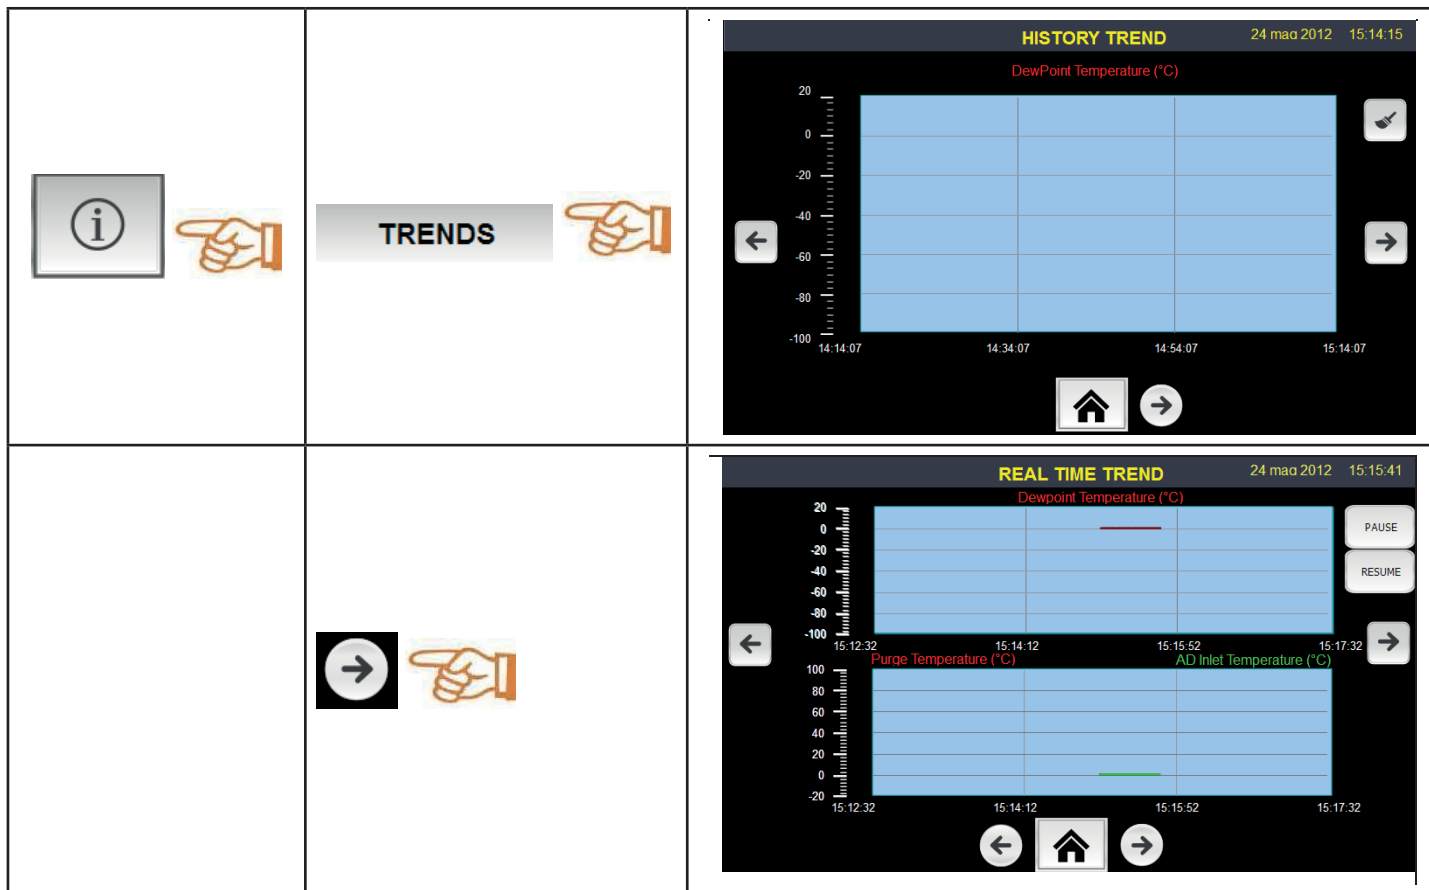 i
TRENDS
HISTORY TREND
24 mag 2012 15:14:15
DewPoint Temperature (°C)
20
0
-20
-40
-60
-80
-100
14:14:07 14:34:07 14:54:07 15:14:07
REAL TIME TREND
24 mag 2012 15:15:41
Dewpoint Temperature (°C)
20
0
-20
-40
-60
-80
-100
PAUSE
RESUME
15:12:32 15:14:12 15:15:52 15:17:32
Purge Temperature (°C) AD Inlet Temperature (°C)
100
80
60
40
20
0
-20
15:12:32 15:14:12 15:15:52 15:17:32